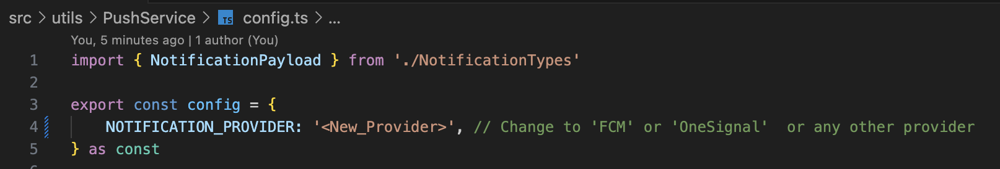 src > utils > PushService > TS config.ts > ...
You, 5 minutes ago | 1 author (You)
1 import { NotificationPayload } from './NotificationTypes'
2
3 export const config = {
4 NOTIFICATION_PROVIDER: '<New_Provider>', // Change to 'FCM' or 'OneSignal'  or any other provider
5 } as const